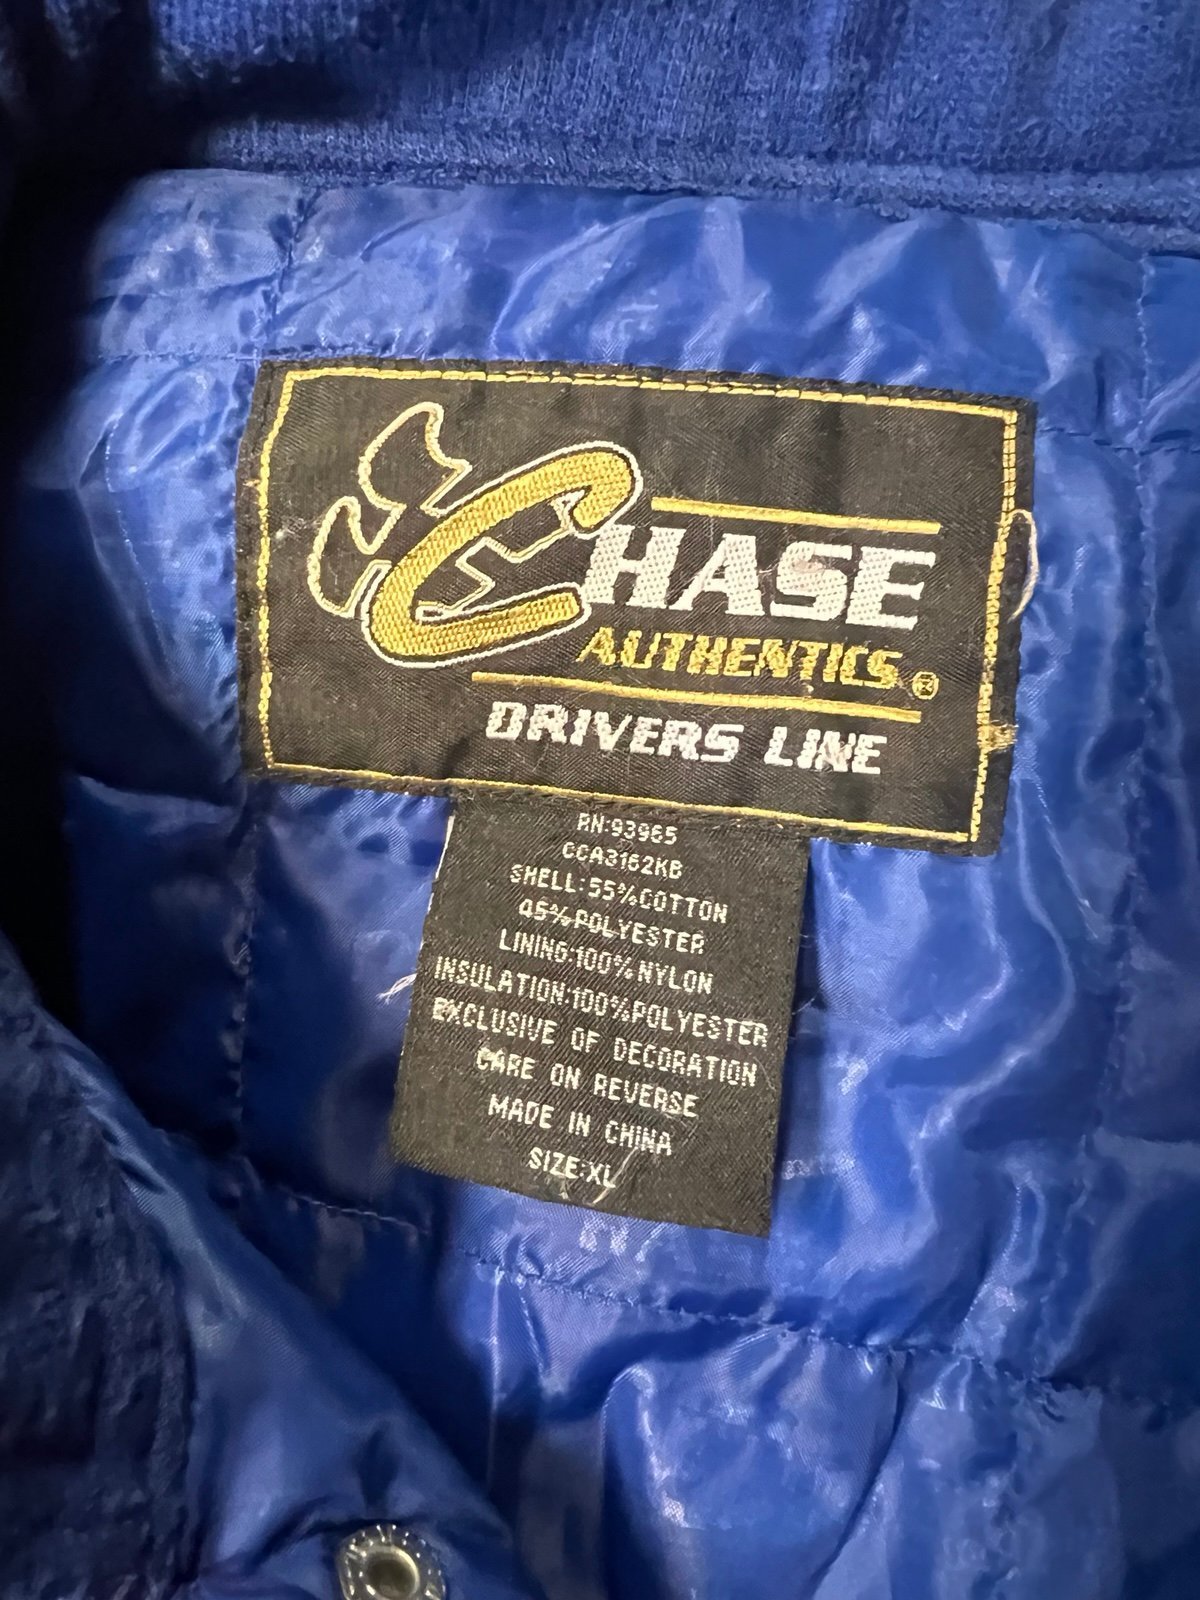 CHASE
AUTHENTICS®
DRIVERS LINE
RN:93965
CCA3162KB
SHELL:55%COTTON
45%POLYESTER
LINING:100%NYLON
INSULATION:100%POLYESTER
EXCLUSIVE OF DECORATION
CARE ON REVERSE
MADE IN CHINA
SIZE:XL